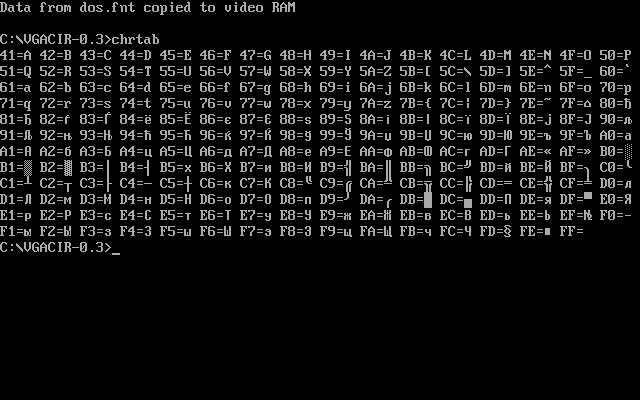 Data from dos.fnt copied to video RAM
C:\VGACIR-0.3>chrtab
41=A 42=B 43=C 44=D 45=E 46=F 47=G 48=H 49=I 4A=J 4B=K 4C=L 4D=M 4E=N 4F=O 50=P
51=Q 52=R 53=S 54=T 55=U 56=V 57=W 58=X 59=Y 5A=Z 5B=[ 5C=\ 5D=] 5E=^ 5F=_ 60=`
61=a 62=b 63=c 64=d 65=e 66=f 67=g 68=h 69=i 6A=j 6B=k 6C=l 6D=m 6E=n 6F=o 70=p
71=q 72=r 73=s 74=t 75=u 76=v 77=w 78=x 79=y 7A=z 7B={ 7C=¦ 7D=} 7E=~ 7F=⌂ 80=ђ
81=Ђ 82=ѓ 83=Ѓ 84=ё 85=Ё 86=є 87=Є 88=ѕ 89=Ѕ 8A=і 8B=І 8C=ї 8D=Ї 8E=ј 8F=Ј 90=љ
91=Љ 92=њ 93=Њ 94=ћ 95=Ћ 96=ќ 97=Ќ 98=ў 99=Ў 9A=џ 9B=Џ 9C=ю 9D=Ю 9E=ъ 9F=Ъ A0=а
A1=А A2=б A3=Б A4=ц A5=Ц A6=д A7=Д A8=е A9=Е AA=ф AB=Ф AC=г AD=Г AE=« AF=» B0=░
B1=▒ B2=▓ B3=│ B4=┤ B5=х B6=Х B7=и B8=И B9=╣ BA=║ BB=╗ BC=╝ BD=й BE=Й BF=┐ C0=└
C1=┴ C2=┬ C3=├ C4=─ C5=┼ C6=к C7=К C8=╚ C9=╔ CA=╩ CB=╦ CC=╠ CD=═ CE=╬ CF=¤ D0=л
D1=Л D2=м D3=М D4=н D5=Н D6=о D7=О D8=п D9=┘ DA=┌ DB=█ DC=▄ DD=П DE=я DF=▀ E0=Я
E1=р E2=Р E3=с E4=С E5=т E6=Т E7=у E8=У E9=ж EA=Ж EB=в EC=В ED=ь EE=Ь EF=№ F0=-
F1=ы F2=Ы F3=з F4=З F5=ш F6=Ш F7=э F8=Э F9=щ FA=Щ FB=ч FC=Ч FD=§ FE=■ FF=
C:\VGACIR-0.3>_